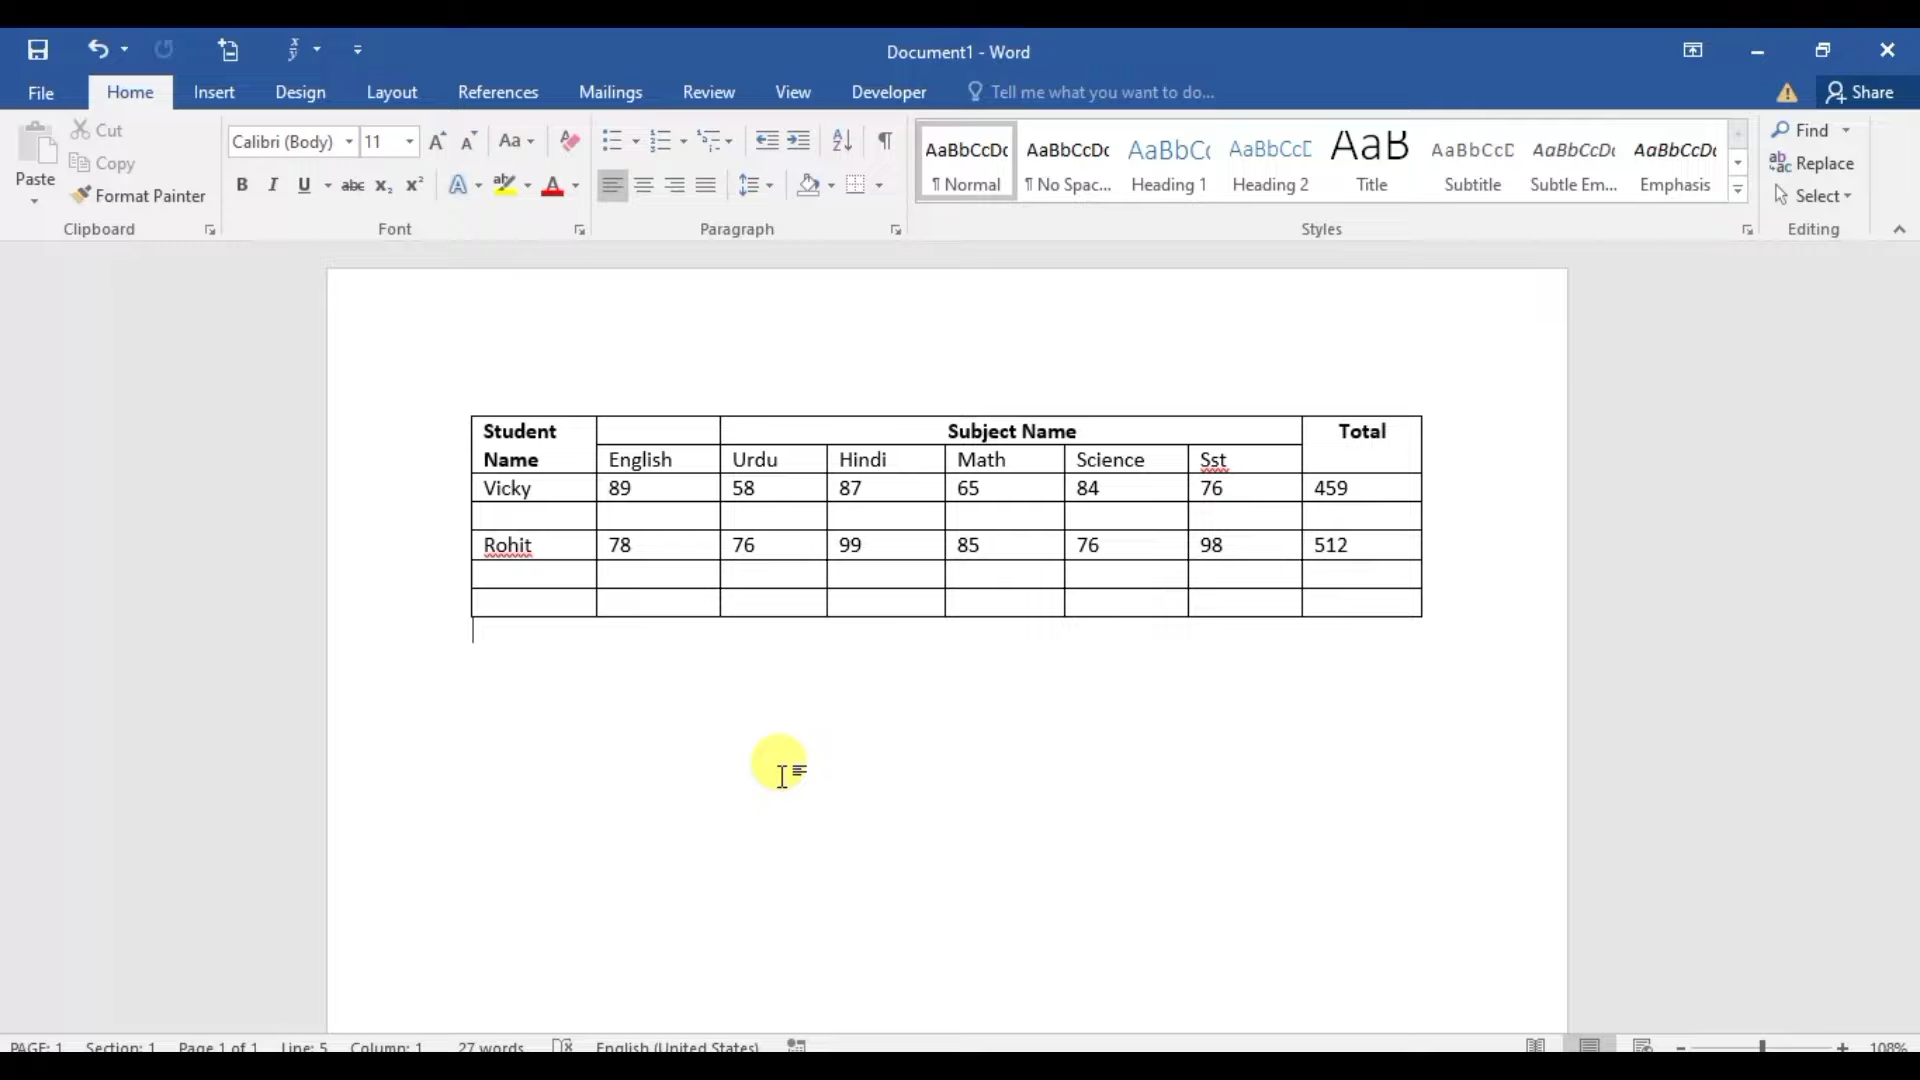 Document1 - Word
File Home Insert Design Layout References Mailings Review View Developer Tell me what you want to do... Share
Cut
Copy
Paste
Format Painter
Clipboard
Calibri (Body) 11
Font
Paragraph
AaBbCcDc AaBbCcDc AaBbC( AaBbCcD AaB AaBbCcD AaBbCcDc AaBbCcDc
¶ Normal ¶ No Spac... Heading 1 Heading 2 Title Subtitle Subtle Em... Emphasis
Styles
Find
Replace
Select
Editing
Student Name Subject Name Total
English Urdu Hindi Math Science Sst
Vicky 89 58 87 65 84 76 459
Rohit 78 76 99 85 76 98 512
PAGE: 1 Section: 1 Page 1 of 1 Line: 5 Column: 1 27 words English (United States) 108%